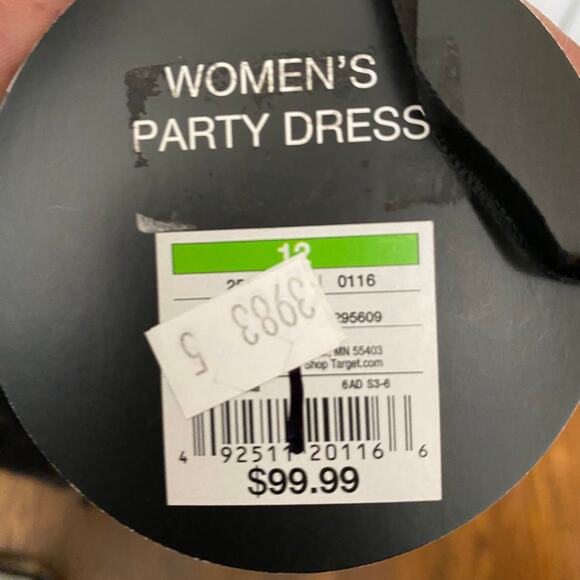 WOMEN'S
PARTY DRESS
12
0116
295609
MN 55403
Shop Target.com
6AD S3-6
3983
5
4 92511 20116 6
$99.99